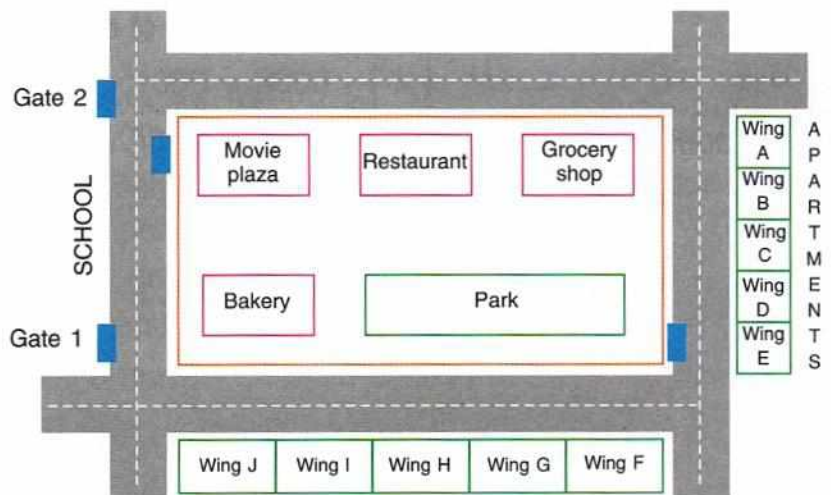 Gate 2
Movie
plaza
Restaurant
Grocery
shop
Wing
A
Wing
B
Wing
C
Wing
D
Wing
E
APARTMENTS
SCHOOL
Bakery
Park
Gate 1
Wing J
Wing I
Wing H
Wing G
Wing F